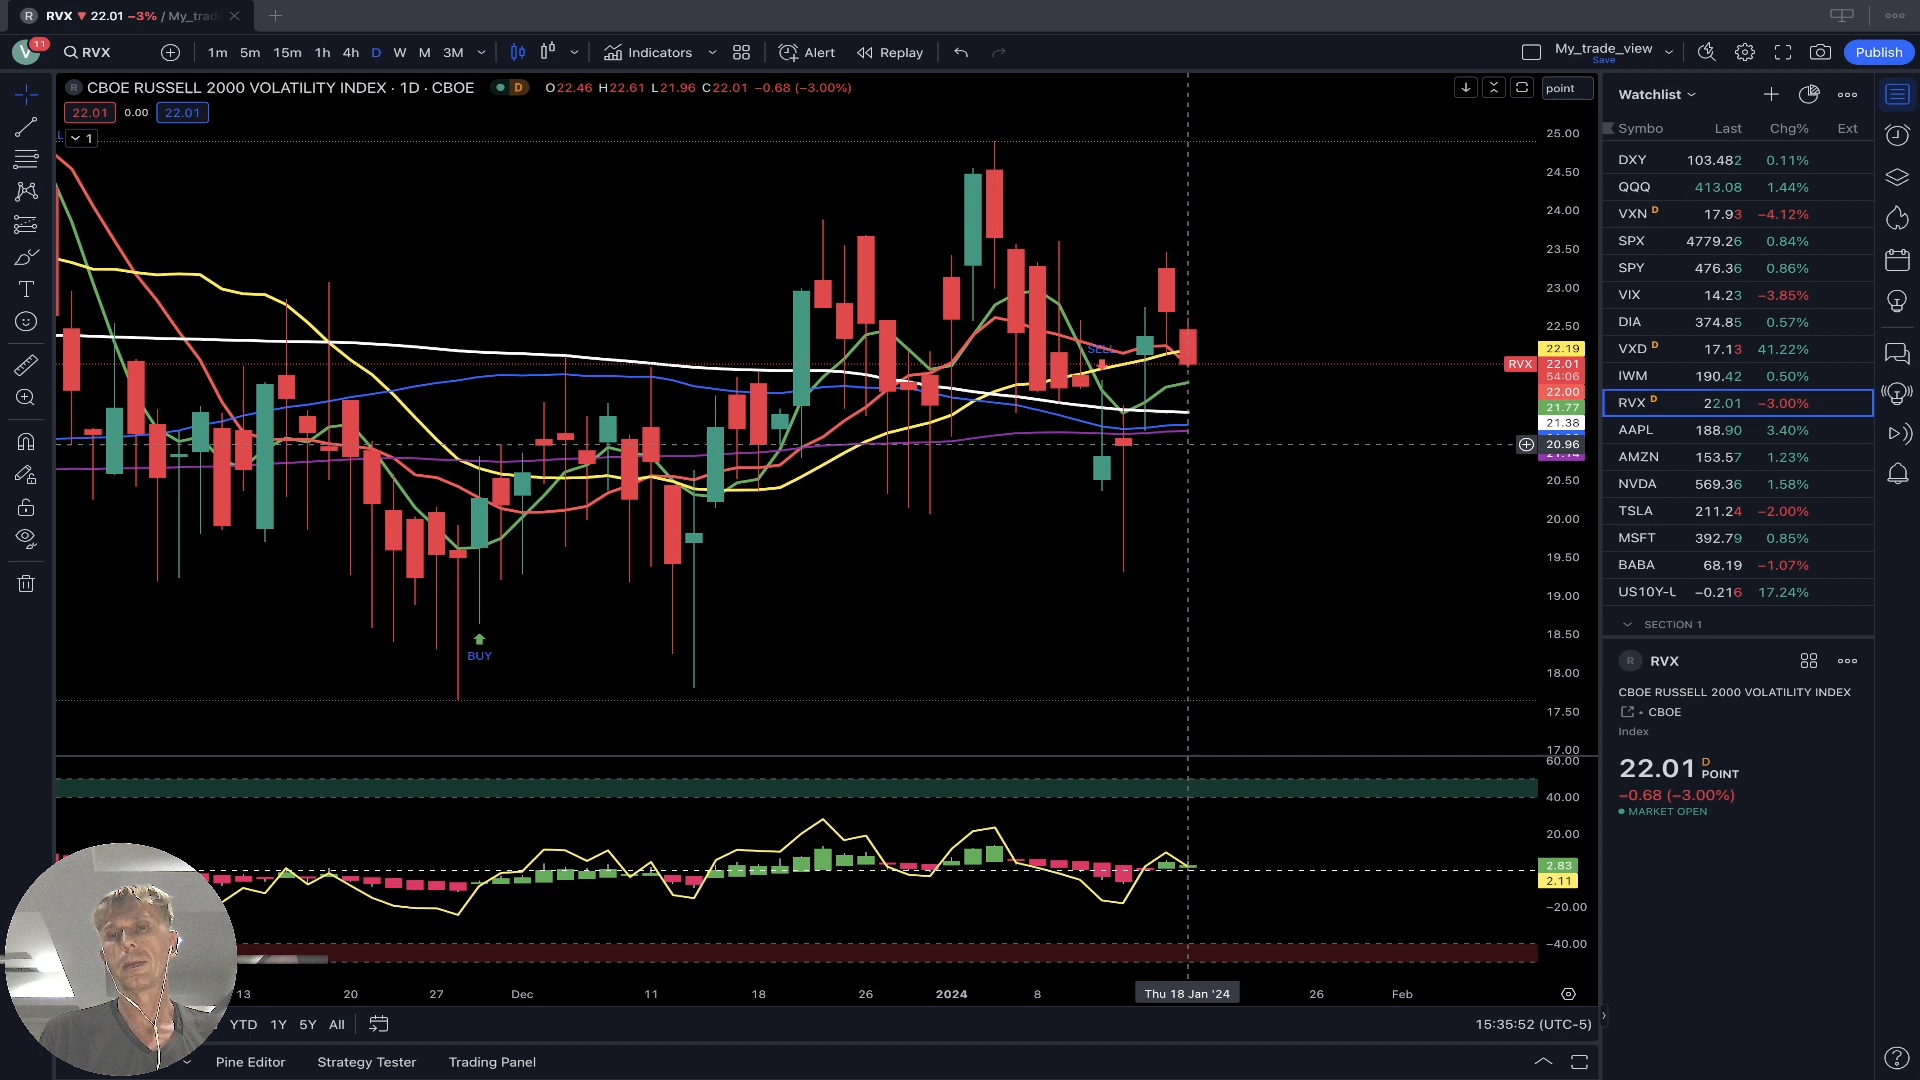 R RVX ▼ 22.01 −3% / My_trad
V 11 RVX 1m 5m 15m 1h 4h D W M 3M Indicators Alert Replay My_trade_view Save Publish
R CBOE RUSSELL 2000 VOLATILITY INDEX · 1D · CBOE D O22.46 H22.61 L21.96 C22.01 −0.68 (−3.00%) point
22.01 0.00 22.01
1
25.00
24.50
24.00
23.50
23.00
22.50
22.19
RVX 22.01
54:06
22.00
21.77
21.38
20.96
21.14
20.50
20.00
19.50
19.00
18.50
18.00
17.50
17.00
SELL
BUY
60.00
40.00
20.00
2.83
2.11
−20.00
−40.00
13 20 27 Dec 11 18 26 2024 8 Thu 18 Jan '24 26 Feb
YTD 1Y 5Y All 15:35:52 (UTC-5)
Pine Editor Strategy Tester Trading Panel
Watchlist
Symbo Last Chg% Ext
DXY 103.482 0.11%
QQQ 413.08 1.44%
VXN D 17.93 −4.12%
SPX 4779.26 0.84%
SPY 476.36 0.86%
VIX 14.23 −3.85%
DIA 374.85 0.57%
VXD D 17.13 41.22%
IWM 190.42 0.50%
RVX D 22.01 −3.00%
AAPL 188.90 3.40%
AMZN 153.57 1.23%
NVDA 569.36 1.58%
TSLA 211.24 −2.00%
MSFT 392.79 0.85%
BABA 68.19 −1.07%
US10Y-U −0.216 17.24%
SECTION 1
R RVX
CBOE RUSSELL 2000 VOLATILITY INDEX
• CBOE
Index
22.01 D POINT
−0.68 (−3.00%)
MARKET OPEN